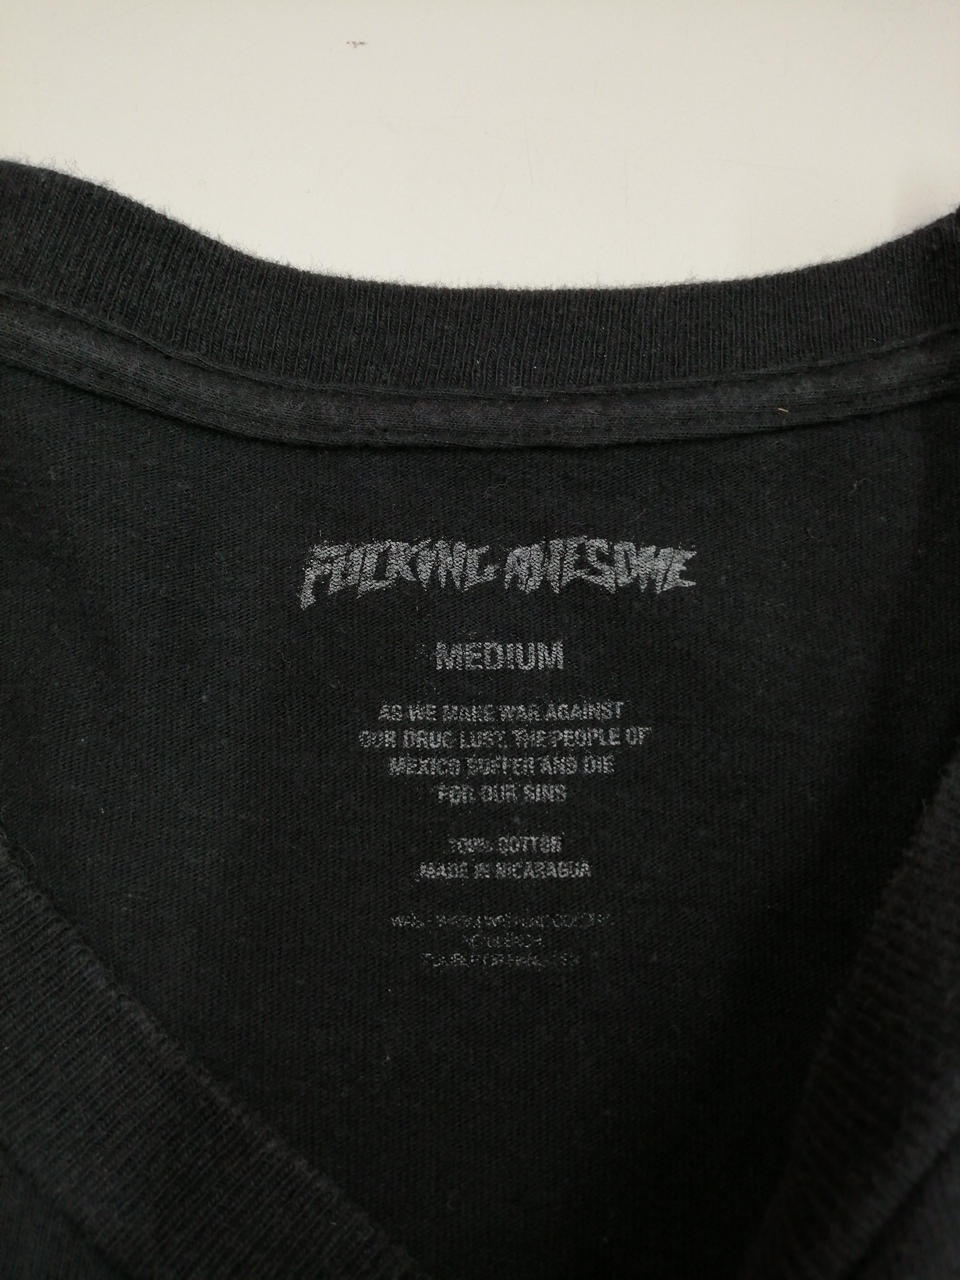 FUCKING AWESOME
MEDIUM
AS WE MAKE WAR AGAINST
OUR DRUG LUST, THE PEOPLE OF
MEXICO SUFFER AND DIE
FOR OUR SINS
100% COTTON
MADE IN NICARAGUA